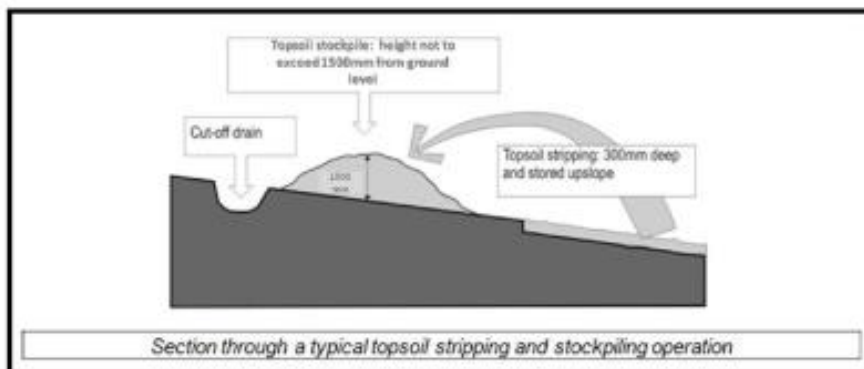 Topsoil stockpile: height not to
exceed 1500mm from ground
level
Cut-off drain
Topsoil stripping: 300mm deep
and stored upslope
Section through a typical topsoil stripping and stockpiling operation